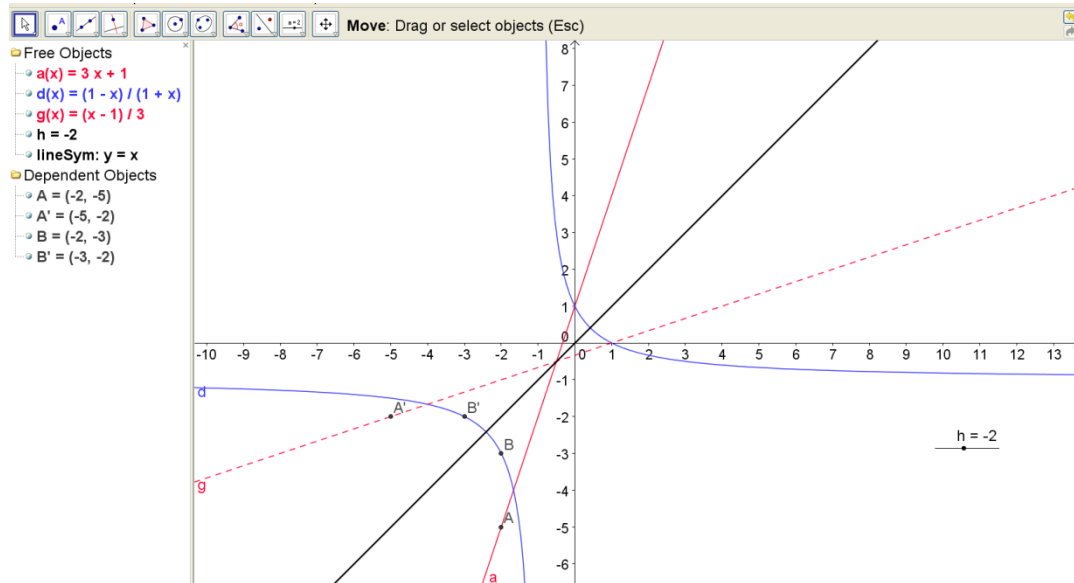 A a=2
Move: Drag or select objects (Esc)
Free Objects
a(x) = 3 x + 1
d(x) = (1 - x) / (1 + x)
g(x) = (x - 1) / 3
h = -2
lineSym: y = x
Dependent Objects
A = (-2, -5)
A' = (-5, -2)
B = (-2, -3)
B' = (-3, -2)
8
7
6
5
4
3
2
1
0
-10 -9 -8 -7 -6 -5 -4 -3 -2 -1 0 1 2 3 4 5 6 7 8 9 10 11 12 13
-1
d
A' B' -2
h = -2
B -3
g
-4
A -5
-6
a